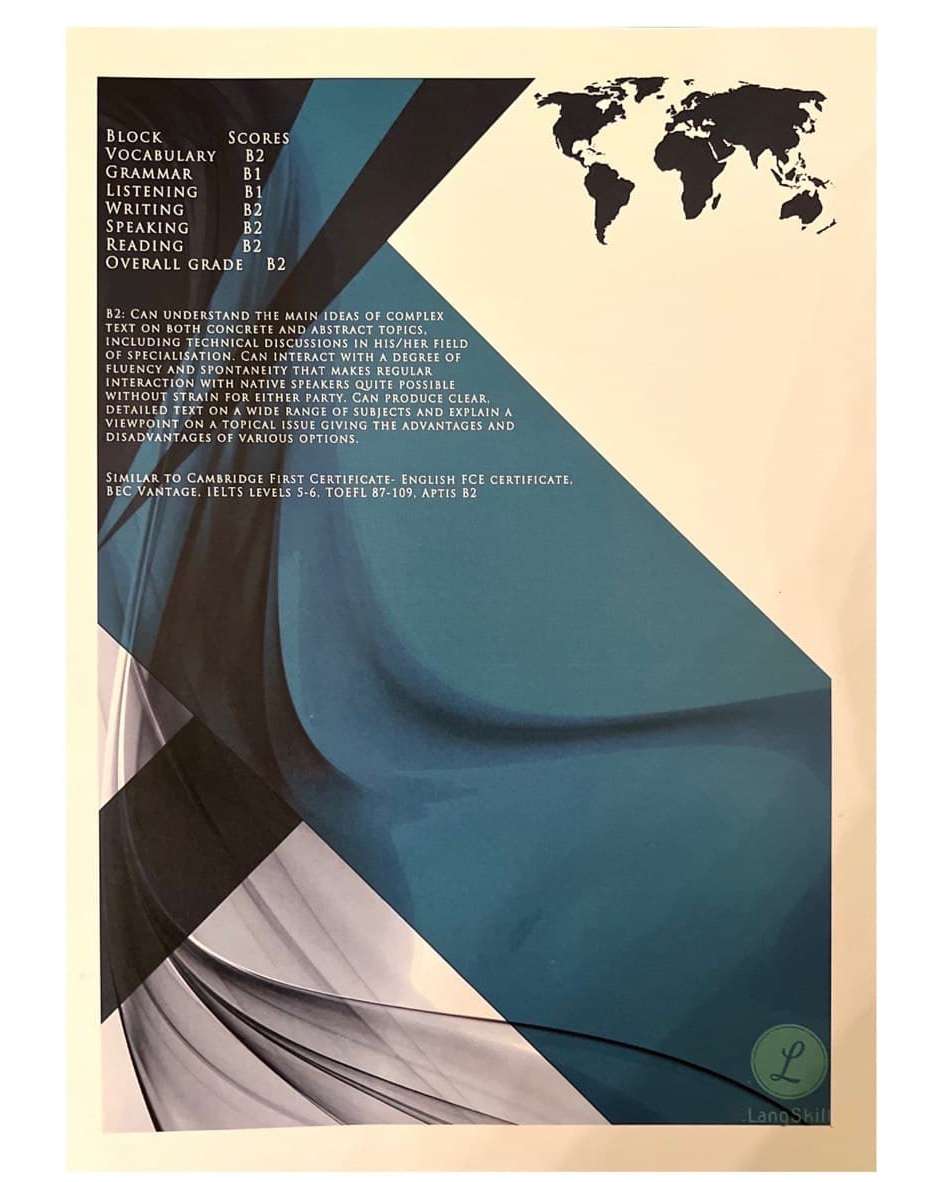 Block Scores
Vocabulary B2
Grammar B1
Listening B1
Writing B2
Speaking B2
Reading B2
Overall grade B2
B2: Can understand the main ideas of complex
text on both concrete and abstract topics,
including technical discussions in his/her field
of specialisation. Can interact with a degree of
fluency and spontaneity that makes regular
interaction with native speakers quite possible
without strain for either party. Can produce clear,
detailed text on a wide range of subjects and explain a
viewpoint on a topical issue giving the advantages and
disadvantages of various options.
Similar to Cambridge First Certificate- English FCE certificate,
BEC Vantage, IELTS levels 5-6, TOEFL 87-109, Aptis B2
L
LangSkill